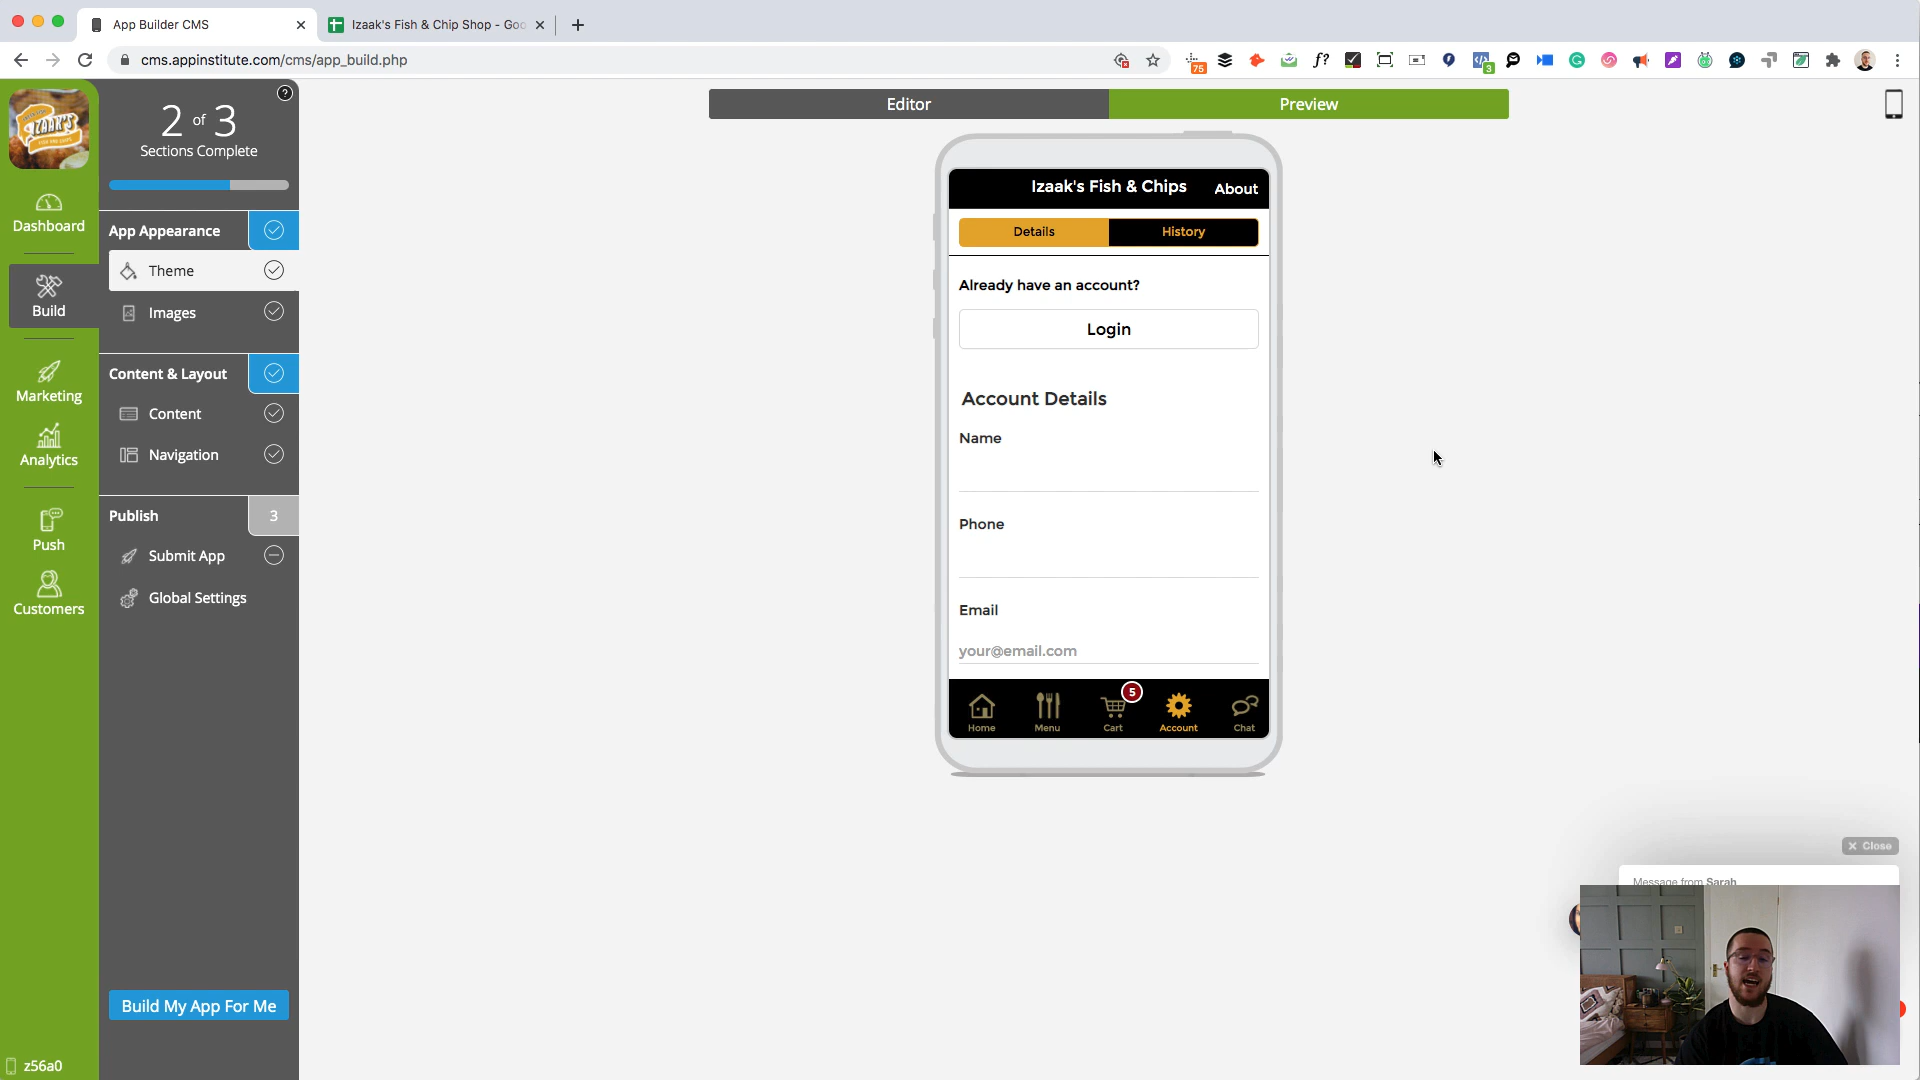 App Builder CMS
Izaak's Fish & Chip Shop - Goo
cms.appinstitute.com/cms/app_build.php
75
f?
3
IZAAK'S
2 of 3
?
Sections Complete
Editor
Preview
Dashboard
Build
Marketing
Analytics
Push
Customers
z56a0
App Appearance
Theme
Images
Content & Layout
Content
Navigation
Publish
3
Submit App
Global Settings
Build My App For Me
Izaak's Fish & Chips
About
Details
History
Already have an account?
Login
Account Details
Name
Phone
Email
your@email.com
5
Home
Menu
Cart
Account
Chat
Close
Message from Sarah